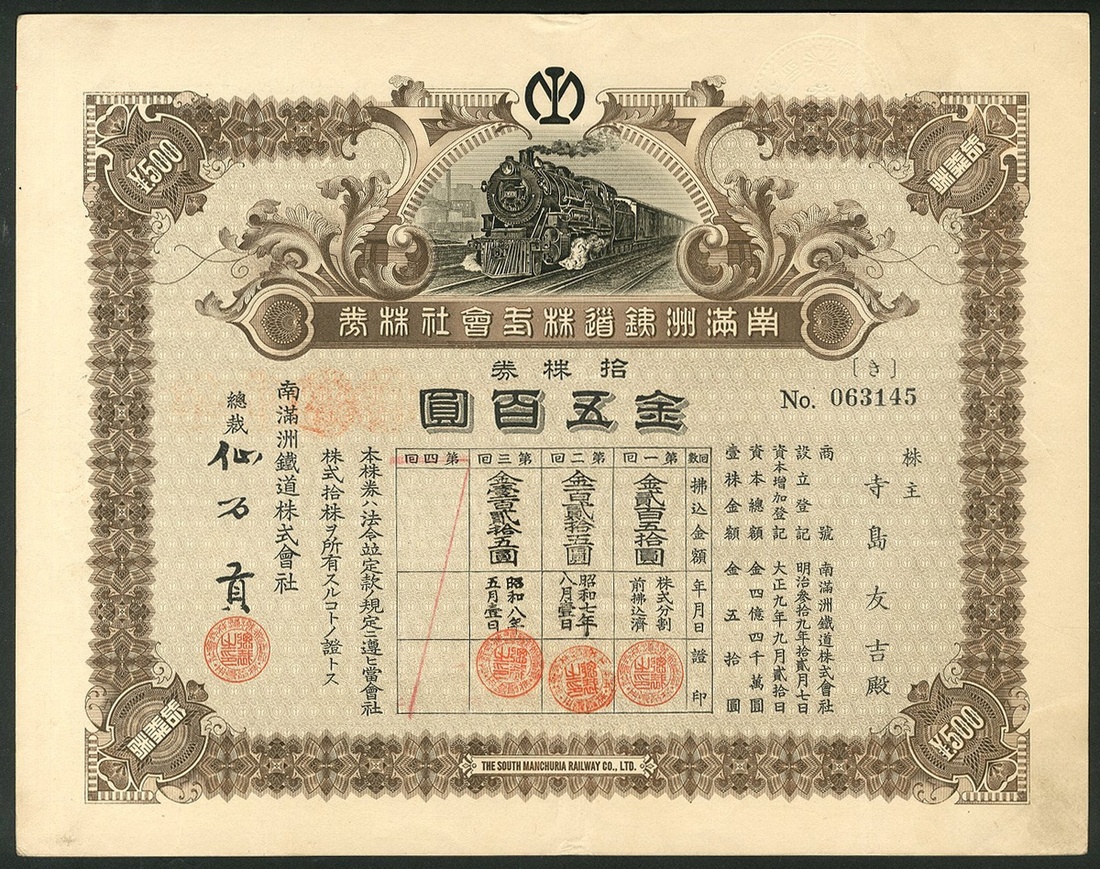 ¥500
拾株券
南滿洲鐵道株式會社株券
拾株券
金五百圓
〔き〕
No. 063145
株主 寺島友吉殿
商號 南滿洲鐵道株式會社
設立登記 明治參拾九年拾貳月七日
資本增加登記 大正九年九月貳拾日
資本總額 金四億四千萬圓
壹株金額 金五拾圓
回數 拂込金額 年月日 證印
第一回 金貳百五拾圓 株式分割前拂込濟
第二回 金百貳拾五圓 昭和七年八月壹日
第三回 金壹百貳拾五圓 昭和八年五月壹日
第四回
本株券ハ法令竝定款ノ規定ニ遵ヒ當會社
株式拾株ヲ所有スルコトノ證トス
南滿洲鐵道株式會社
總裁 仙石貢
拾株券
¥500
THE SOUTH MANCHURIA RAILWAY CO., LTD.